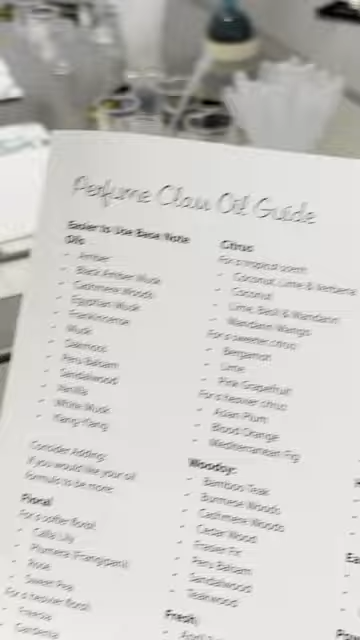 Perfume Class Oil Guide
Easier to Use Base Note
Oils
Amber
Black Amber Musk
Cashmere Woods
Egyptian Musk
Frankincense
Musk
Oakmoss
Peru Balsam
Sandalwood
Vanilla
White Musk
Ylang Ylang
Consider Adding:
If you would like your oil
formula to be more:
Floral
For a softer floral:
Calla Lily
Plumeria (Frangipani)
Rose
Sweet Pea
For a heavier floral:
Freesia
Gardenia
Citrus
For a tropical scent:
Coconut, Lime & Verbena
Coconut
Lime, Basil & Mandarin
Mandarin Mango
For a sweeter citrus:
Bergamot
Lime
Pink Grapefruit
For a heavier citrus:
Asian Plum
Blood Orange
Mediterranean Fig
Woodsy:
Bamboo Teak
Burmese Woods
Cashmere Woods
Cedar Wood
Frasier Fir
Peru Balsam
Sandalwood
Teakwood
Fresh: